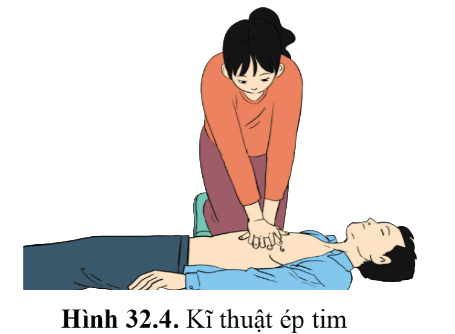 Hình 32.4. Kĩ thuật ép tim